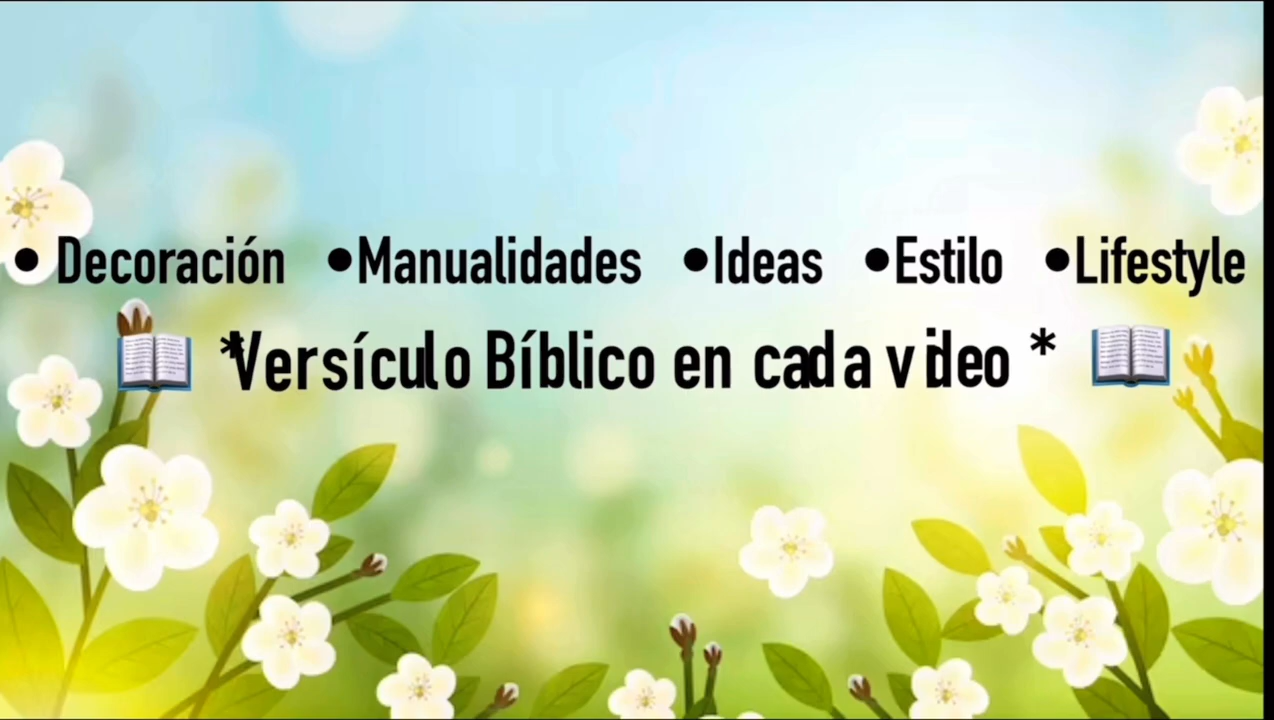 • Decoración •Manualidades •Ideas •Estilo •Lifestyle
📖 *Versículo Bíblico en cada video * 📖